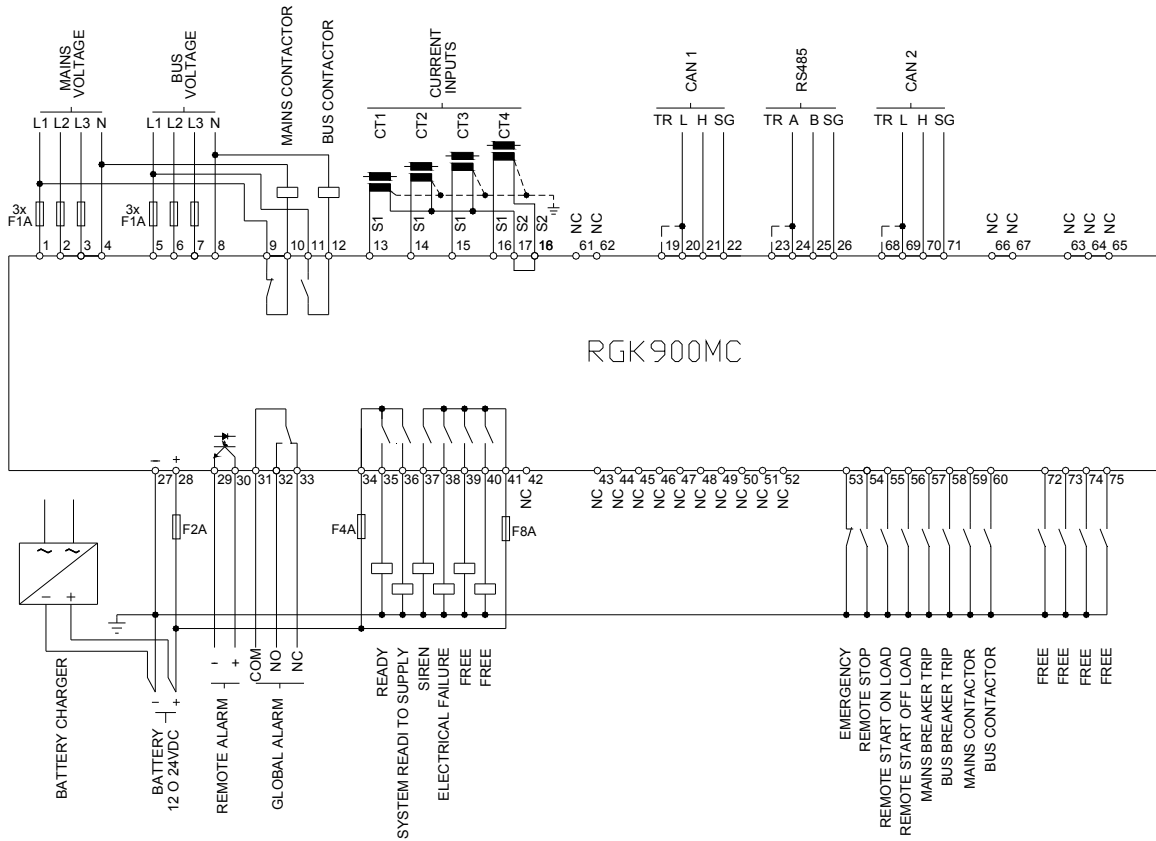 MAINS
VOLTAGE
BUS
VOLTAGE
MAINS CONTACTOR
BUS CONTACTOR
CURRENT
INPUTS
CAN 1
RS485
CAN 2
L1 L2 L3 N
L1 L2 L3 N
CT1 CT2 CT3 CT4
TR L H SG
TR A B SG
TR L H SG
3x
F1A
3x
F1A
S1 S1 S1 S1 S2 S2
NC NC
NC NC
NC NC NC
1 2 3 4
5 6 7 8
9 10 11 12
13 14 15 16 17 18
61 62
19 20 21 22
23 24 25 26
68 69 70 71
66 67
63 64 65
RGK900MC
- +
27 28
29 30
31 32 33
34 35 36 37 38 39 40 41 42
NC
43 44 45 46 47 48 49 50 51 52
NC NC NC NC NC NC NC NC NC NC
53 54 55 56 57 58 59 60
72 73 74 75
F2A
F4A
F8A
~ ~
- +
BATTERY CHARGER
- +
BATTERY
12 O 24VDC
- +
REMOTE ALARM
COM
NO
NC
GLOBAL ALARM
READY
SYSTEM READI TO SUPPLY
SIREN
ELECTRICAL FAILURE
FREE
FREE
EMERGENCY
REMOTE STOP
REMOTE START ON LOAD
REMOTE START OFF LOAD
MAINS BREAKER TRIP
BUS BREAKER TRIP
MAINS CONTACTOR
BUS CONTACTOR
FREE
FREE
FREE
FREE